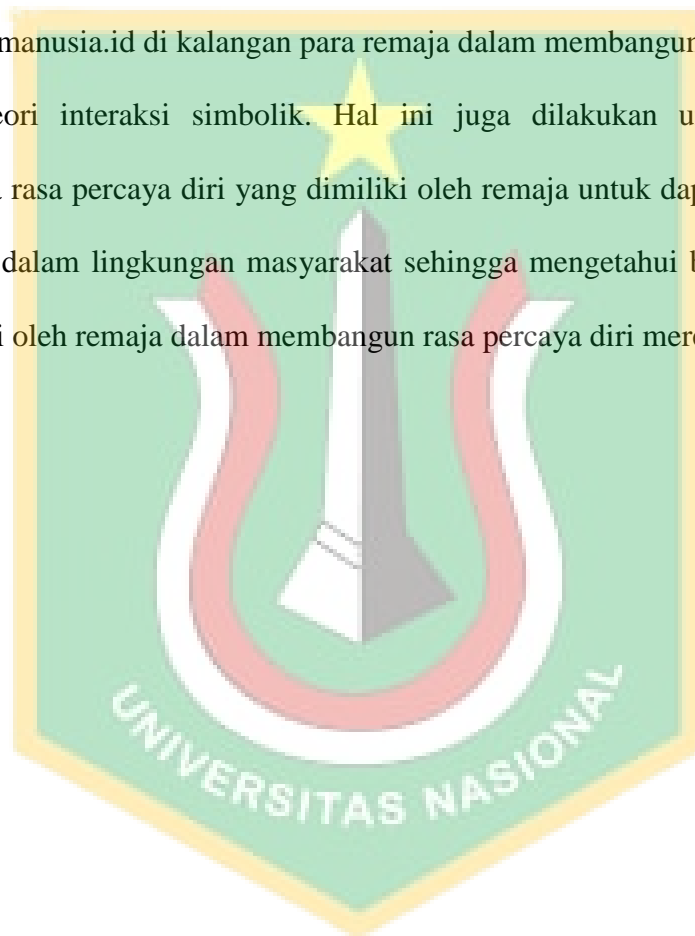 manusia.id di kalangan para remaja dalam membangun
eori interaksi simbolik. Hal ini juga dilakukan u
rasa percaya diri yang dimiliki oleh remaja untuk dap
dalam lingkungan masyarakat sehingga mengetahui b
i oleh remaja dalam membangun rasa percaya diri mere
UNIVERSITAS NASIONAL